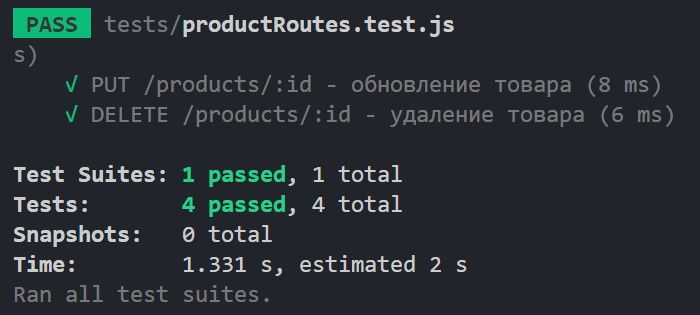 PASS tests/productRoutes.test.js
s)
√ PUT /products/:id - обновление товара (8 ms)
√ DELETE /products/:id - удаление товара (6 ms)
Test Suites: 1 passed, 1 total
Tests: 4 passed, 4 total
Snapshots: 0 total
Time: 1.331 s, estimated 2 s
Ran all test suites.